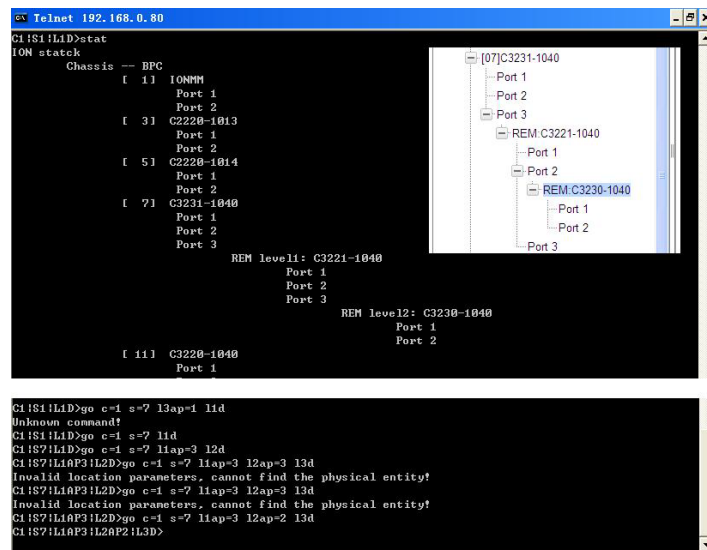 Telnet 192.168.0.80
C1|S1|L1D>stat
ION statck
Chassis -- BPC
[ 1] IONMM
Port 1
Port 2
[ 3] C2220-1013
Port 1
Port 2
[ 5] C2220-1014
Port 1
Port 2
[ 7] C3231-1040
Port 1
Port 2
Port 3
REM level1: C3221-1040
Port 1
Port 2
Port 3
REM level2: C3230-1040
Port 1
Port 2
[ 11] C3220-1040
Port 1
[07]C3231-1040
Port 1
Port 2
Port 3
REM:C3221-1040
Port 1
Port 2
REM:C3230-1040
Port 1
Port 2
Port 3
C1|S1|L1D>go c=1 s=7 l3ap=1 l1d
Unknown command!
C1|S1|L1D>go c=1 s=7 l1d
C1|S7|L1D>go c=1 s=7 l1ap=3 l2d
C1|S7|L1AP3|L2D>go c=1 s=7 l1ap=3 l2ap=3 l3d
Invalid location parameters, cannot find the physical entity!
C1|S7|L1AP3|L2D>go c=1 s=7 l1ap=3 l2ap=3 l3d
Invalid location parameters, cannot find the physical entity!
C1|S7|L1AP3|L2D>go c=1 s=7 l1ap=3 l2ap=2 l3d
C1|S7|L1AP3|L2AP2|L3D>